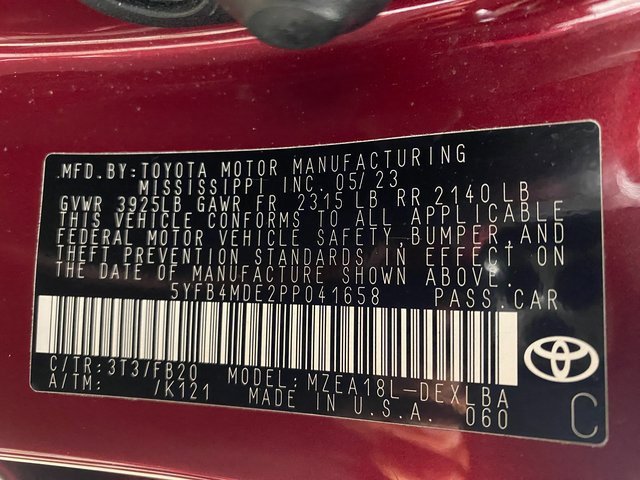 .MFD.BY:TOYOTA MOTOR MANUFACTURING
MISSISSIPPI INC. 05/23
GVWR 3925LB GAWR FR 2315 LB RR 2140 LB
THIS VEHICLE CONFORMS TO ALL APPLICABLE
FEDERAL MOTOR VEHICLE SAFETY,BUMPER,AND
THEFT PREVENTION STANDARDS IN EFFECT ON
THE DATE OF MANUFACTURE SHOWN ABOVE.
5YFB4MDE2PP041658 PASS.CAR
C/TR:3T3/FB20 MODEL:MZEA18L-DEXLBA
A/TM: /K121 MADE IN U.S.A. 060
C